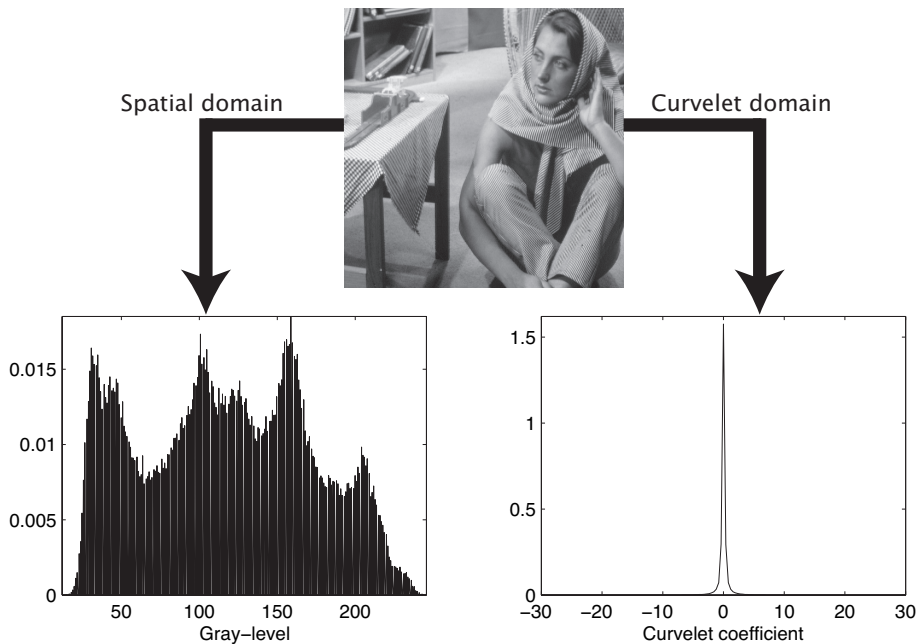 Spatial domain
Curvelet domain
0.015
0.01
0.005
0
50 100 150 200
Gray−level
1.5
1
0.5
0
−30 −20 −10 0 10 20 30
Curvelet coefficient